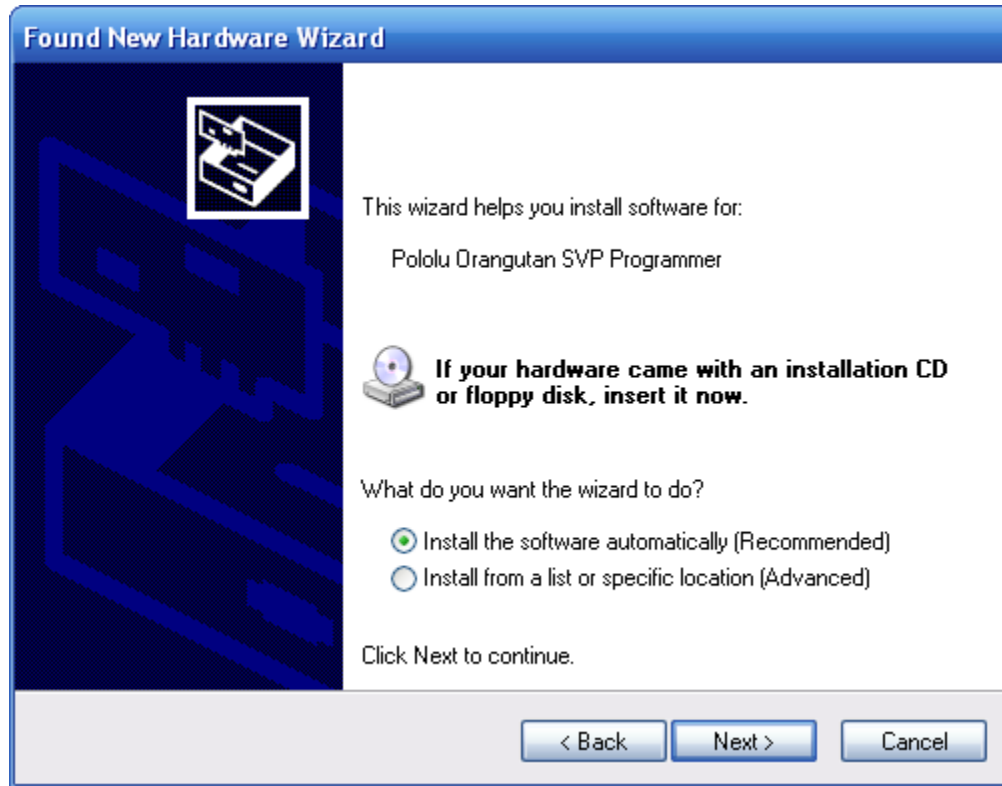 Found New Hardware Wizard
This wizard helps you install software for:
Pololu Orangutan SVP Programmer
If your hardware came with an installation CD
or floppy disk, insert it now.
What do you want the wizard to do?
Install the software automatically (Recommended)
Install from a list or specific location (Advanced)
Click Next to continue.
< Back
Next >
Cancel